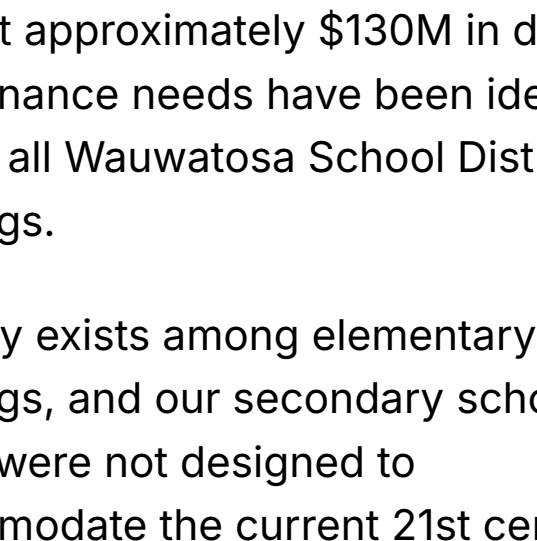 t approximately $130M in d
nance needs have been ide
all Wauwatosa School Dist
gs.
y exists among elementary
gs, and our secondary scho
were not designed to
modate the current 21st cen